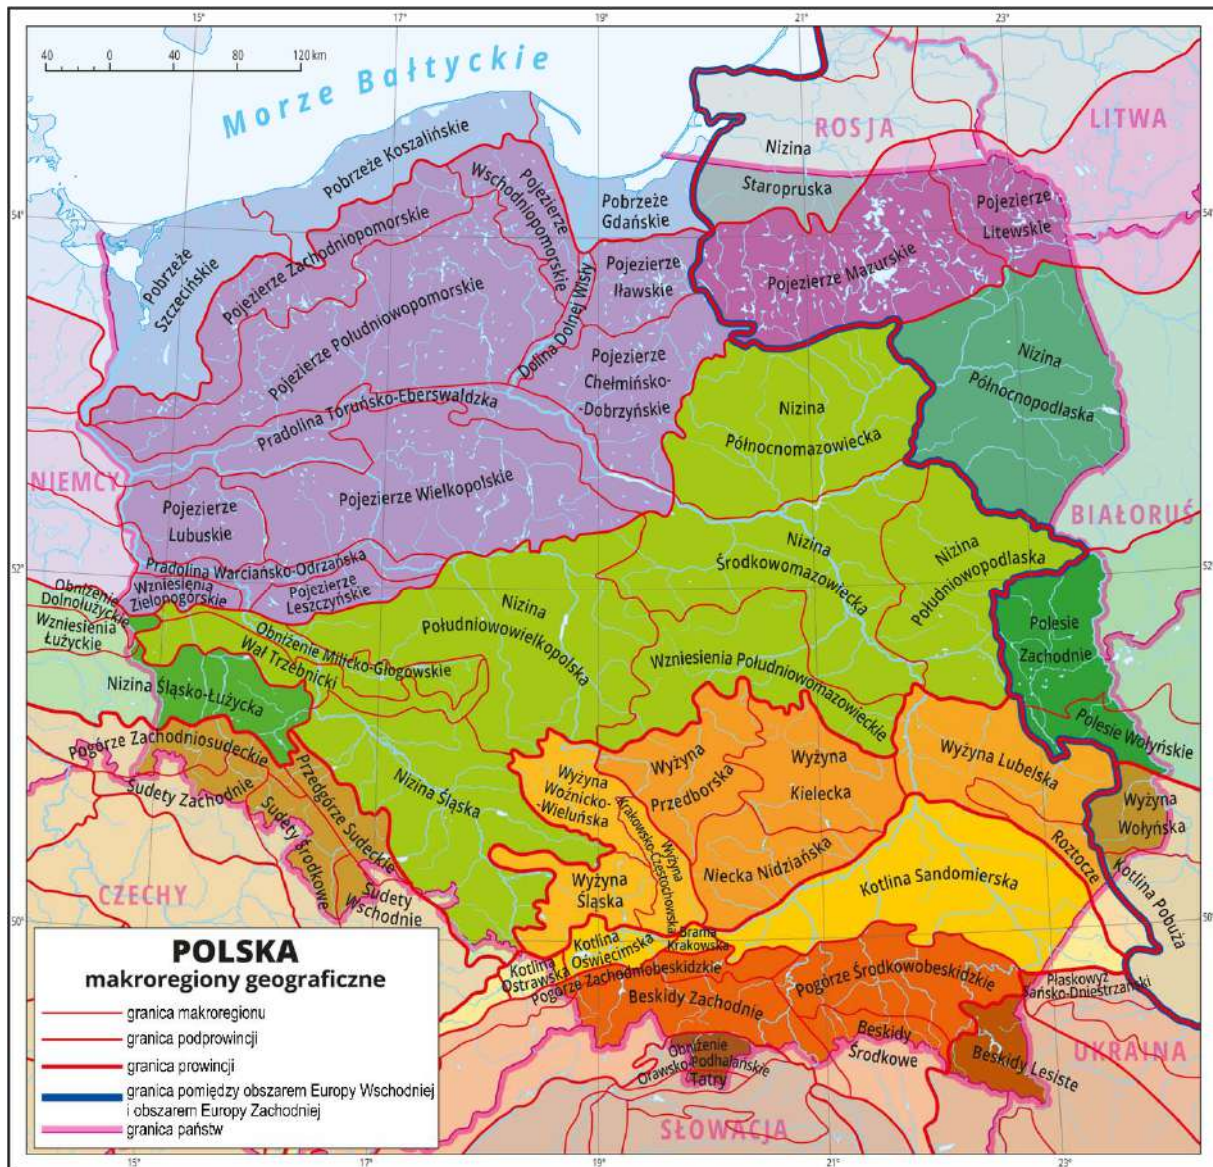 15°
17°
19°
21°
23°
40 0 40 80 120 km
Morze Bałtyckie
ROSJA
LITWA
Nizina
Staropruska
Pobrzeże Koszalińskie
Pojezierze
Wschodniopomorskie
Pobrzeże
Gdańskie
Pojezierze
Litewskie
54°
54°
Pobrzeże
Szczecińskie
Pojezierze Zachodniopomorskie
Pojezierze Południowopomorskie
Dolina Dolnej Wisły
Pojezierze
Iławskie
Pojezierze Mazurskie
Pojezierze
Chełmińsko-
-Dobrzyńskie
Nizina
Północnopodlaska
Pradolina Toruńsko-Eberswaldzka
Nizina
Północnomazowiecka
NIEMCY
Pojezierze Wielkopolskie
Pojezierze
Lubuskie
BIAŁORUŚ
Nizina
Środkowomazowiecka
Nizina
Południowopodlaska
52°
52°
Pradolina Warciańsko-Odrzańska
Wzniesienia
Zielonogórskie
Pojezierze
Leszczyńskie
Obniżenie
Dolnołużyckie
Wzniesienia
Łużyckie
Nizina
Południowowielkopolska
Obniżenie Milicko-Głogowskie
Wał Trzebnicki
Polesie
Zachodnie
Wzniesienia Południowomazowieckie
Nizina Śląsko-Łużycka
Polesie Wołyńskie
Pogórze Zachodniosudeckie
Sudety Zachodnie
Przedgórze Sudeckie
Sudety
Środkowe
Sudety
Wschodnie
Nizina Śląska
Wyżyna
Woźnicko-
-Wieluńska
Wyżyna
Przedborska
Wyżyna
Kielecka
Wyżyna Lubelska
Wyżyna
Wołyńska
Wyżyna
Krakowsko-Częstochowska
Niecka Nidziańska
Roztocze
Kotlina Pobuża
CZECHY
Wyżyna
Śląska
Kotlina Sandomierska
50°
50°
Kotlina
Ostrawska
Kotlina
Oświęcimska
Brama
Krakowska
Pogórze Zachodniobeskidzkie
Pogórze Środkowobeskidzkie
Płaskowyż
Sańsko-Dniestrzański
Beskidy Zachodnie
Beskidy
Środkowe
Beskidy Lesiste
UKRAINA
Obniżenie
Orawsko-Podhalańskie
Tatry
SŁOWACJA
POLSKA
makroregiony geograficzne
granica makroregionu
granica podprowincji
granica prowincji
granica pomiędzy obszarem Europy Wschodniej
i obszarem Europy Zachodniej
granica państw
15°
17°
19°
21°
23°